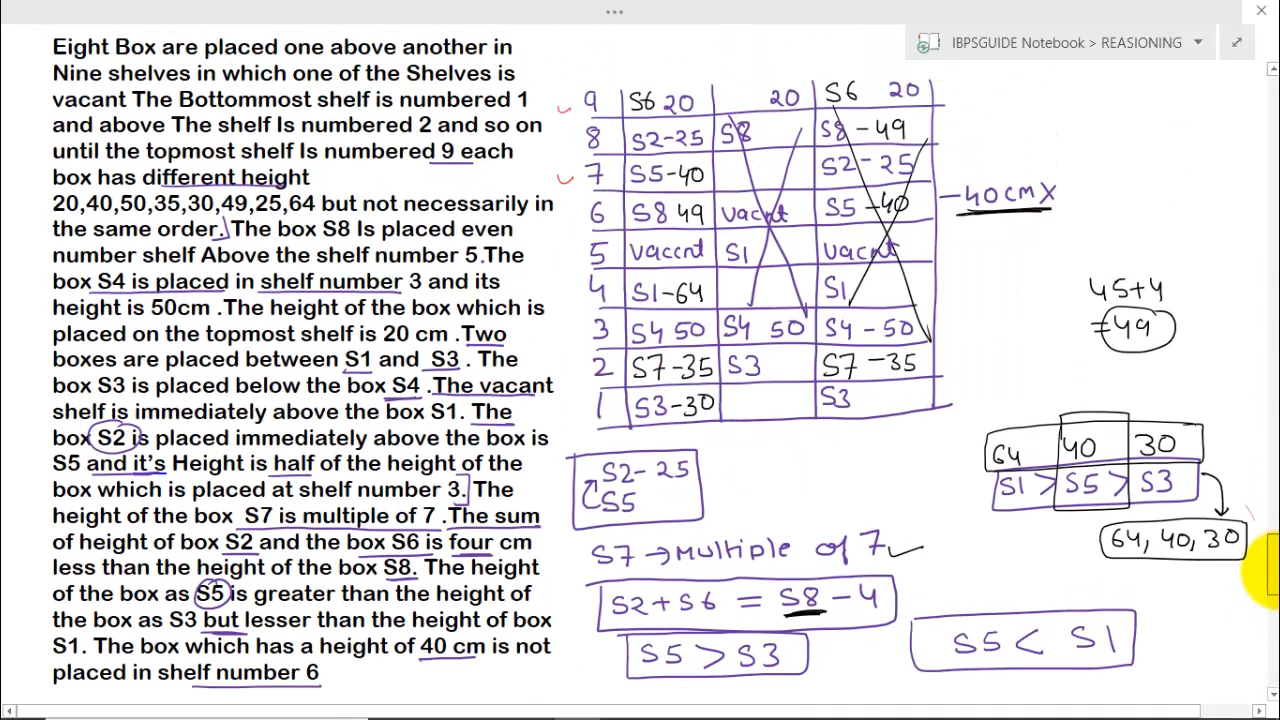 IBPSGUIDE Notebook > REASIONING
Eight Box are placed one above another in
Nine shelves in which one of the Shelves is
vacant The Bottommost shelf is numbered 1
and above The shelf Is numbered 2 and so on
until the topmost shelf Is numbered 9 each
box has different height
20,40,50,35,30,49,25,64 but not necessarily in
the same order. The box S8 Is placed even
number shelf Above the shelf number 5.The
box S4 is placed in shelf number 3 and its
height is 50cm .The height of the box which is
placed on the topmost shelf is 20 cm .Two
boxes are placed between S1 and S3 . The
box S3 is placed below the box S4 .The vacant
shelf is immediately above the box S1. The
box S2 is placed immediately above the box is
S5 and it's Height is half of the height of the
box which is placed at shelf number 3. The
height of the box S7 is multiple of 7 .The sum
of height of box S2 and the box S6 is four cm
less than the height of the box S8. The height
of the box as S5 is greater than the height of
the box as S3 but lesser than the height of box
S1. The box which has a height of 40 cm is not
placed in shelf number 6
9 S6 20 20 S6 20
8 S2-25 S8 S8-49
7 S5-40 S2-25
6 S8 49 vacnt S5-40
5 vaccnt S1 vacnt
4 S1-64 S1
3 S4 50 S4 50 S4-50
2 S7-35 S3 S7-35
1 S3-30 S3
-40cm X
45+4
=49
S2-25
S5
S7→Multiple of 7
S2+S6 = S8-4
S5 > S3
64 40 30
S1 > S5 > S3
64, 40, 30
S5 < S1